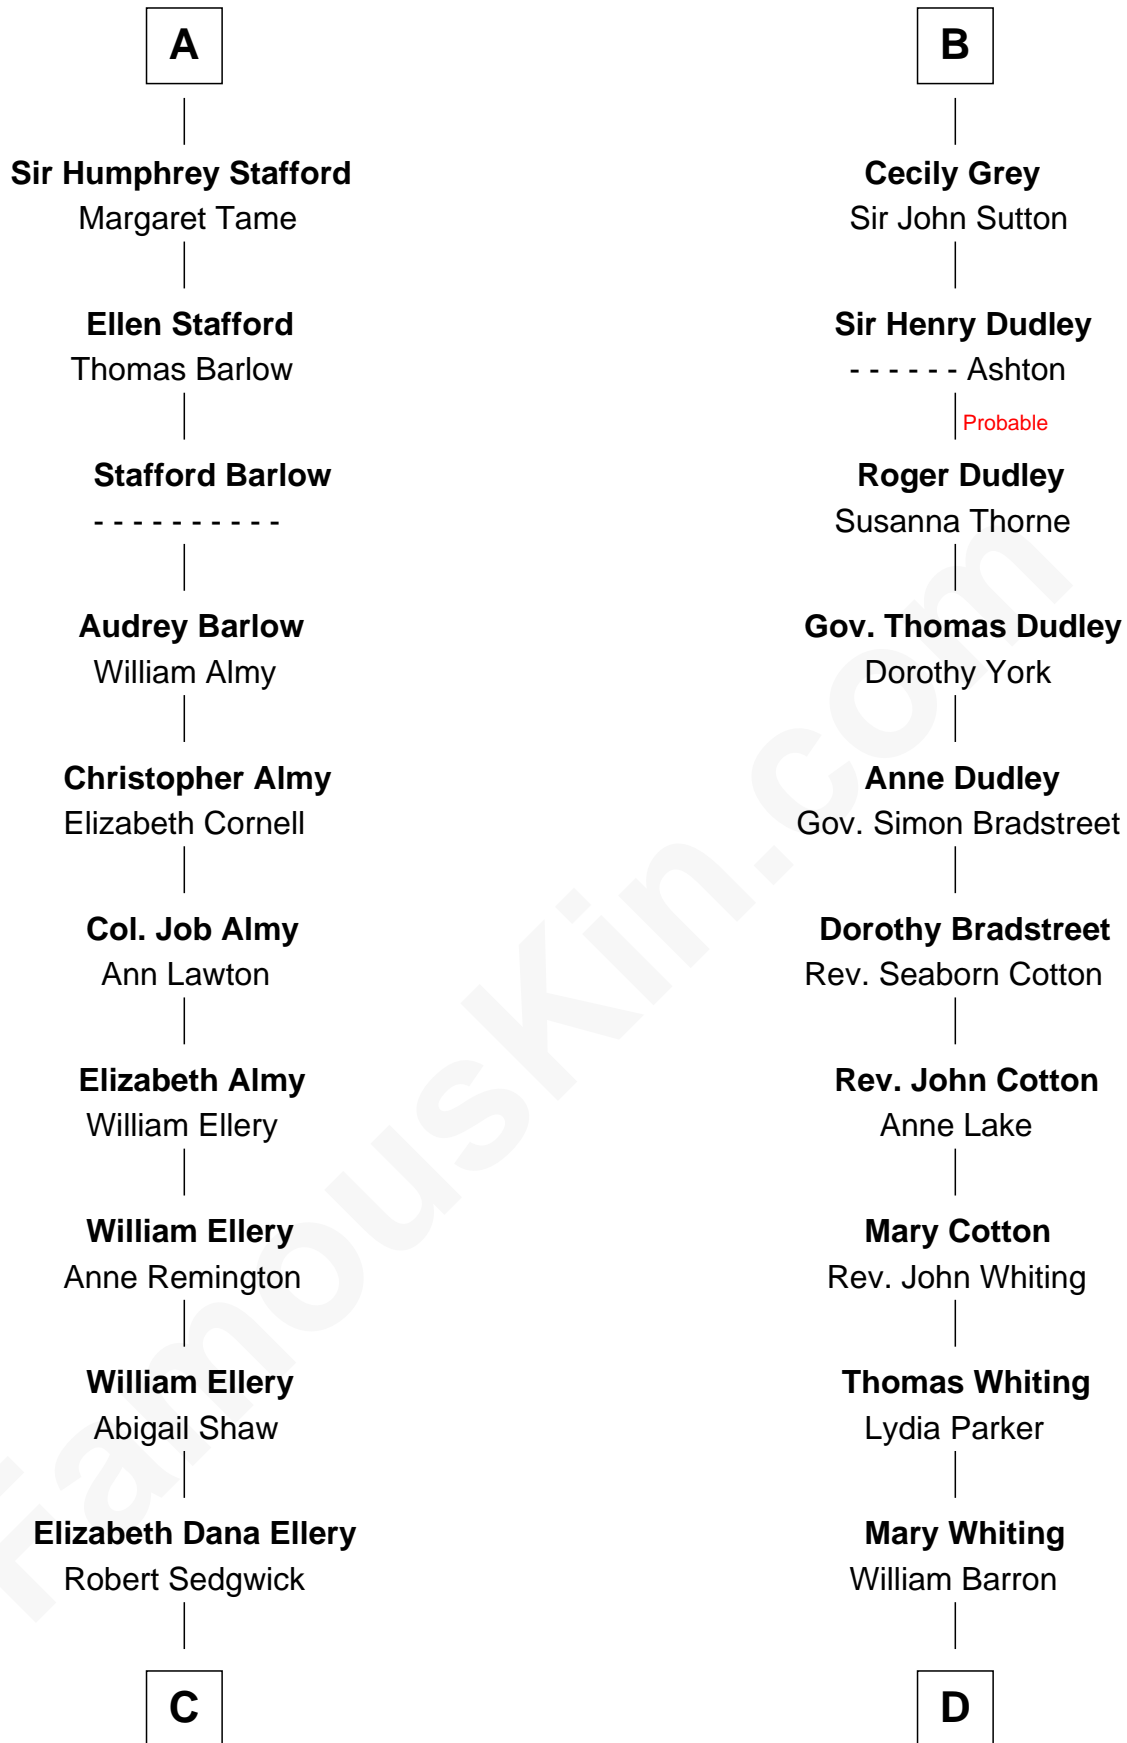 A
Sir Humphrey Stafford
Margaret Tame
Ellen Stafford
Thomas Barlow
Stafford Barlow
- - - - - - - - - -
Audrey Barlow
William Almy
Christopher Almy
Elizabeth Cornell
Col. Job Almy
Ann Lawton
Elizabeth Almy
William Ellery
William Ellery
Anne Remington
William Ellery
Abigail Shaw
Elizabeth Dana Ellery
Robert Sedgwick
C
B
Cecily Grey
Sir John Sutton
Sir Henry Dudley
- - - - - - Ashton
Probable
Roger Dudley
Susanna Thorne
Gov. Thomas Dudley
Dorothy York
Anne Dudley
Gov. Simon Bradstreet
Dorothy Bradstreet
Rev. Seaborn Cotton
Rev. John Cotton
Anne Lake
Mary Cotton
Rev. John Whiting
Thomas Whiting
Lydia Parker
Mary Whiting
William Barron
D
FamousKin.com